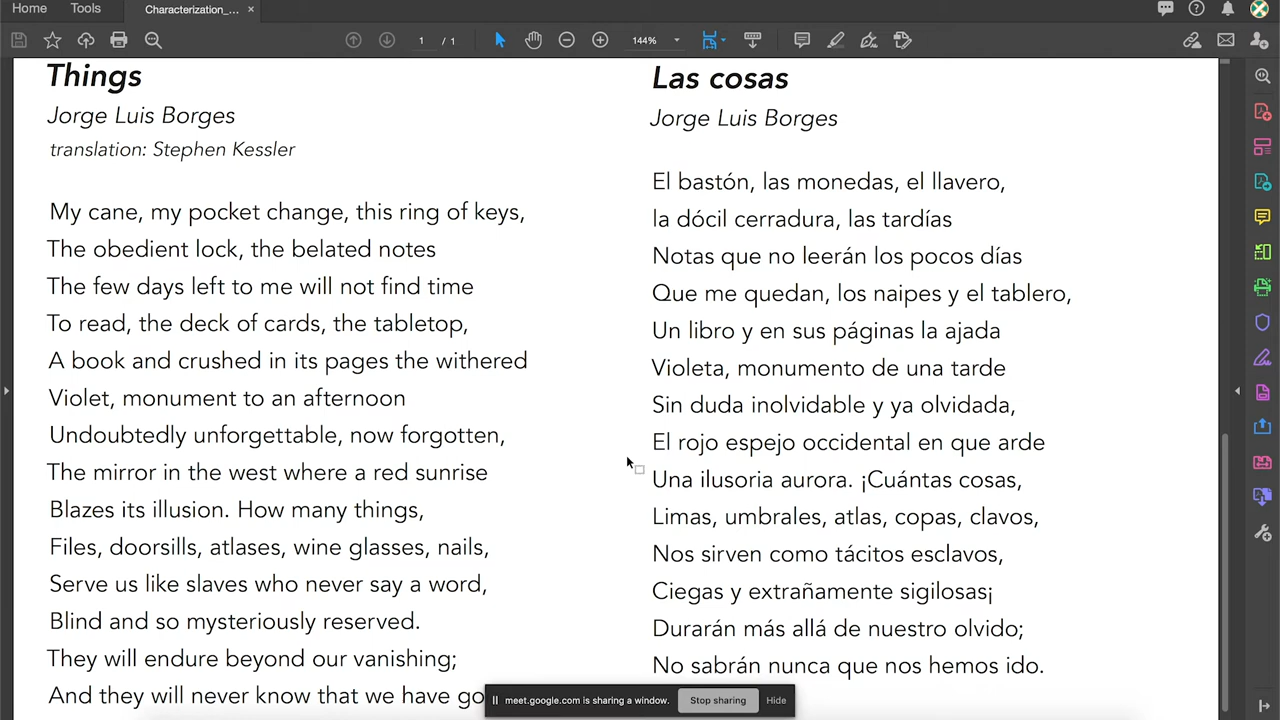 Home Tools Characterization_... ×
1 / 1 144%
Things
Jorge Luis Borges
translation: Stephen Kessler
My cane, my pocket change, this ring of keys,
The obedient lock, the belated notes
The few days left to me will not find time
To read, the deck of cards, the tabletop,
A book and crushed in its pages the withered
Violet, monument to an afternoon
Undoubtedly unforgettable, now forgotten,
The mirror in the west where a red sunrise
Blazes its illusion. How many things,
Files, doorsills, atlases, wine glasses, nails,
Serve us like slaves who never say a word,
Blind and so mysteriously reserved.
They will endure beyond our vanishing;
And they will never know that we have go
Las cosas
Jorge Luis Borges
El bastón, las monedas, el llavero,
la dócil cerradura, las tardías
Notas que no leerán los pocos días
Que me quedan, los naipes y el tablero,
Un libro y en sus páginas la ajada
Violeta, monumento de una tarde
Sin duda inolvidable y ya olvidada,
El rojo espejo occidental en que arde
Una ilusoria aurora. ¡Cuántas cosas,
Limas, umbrales, atlas, copas, clavos,
Nos sirven como tácitos esclavos,
Ciegas y extrañamente sigilosas¡
Durarán más allá de nuestro olvido;
No sabrán nunca que nos hemos ido.
meet.google.com is sharing a window. Stop sharing Hide